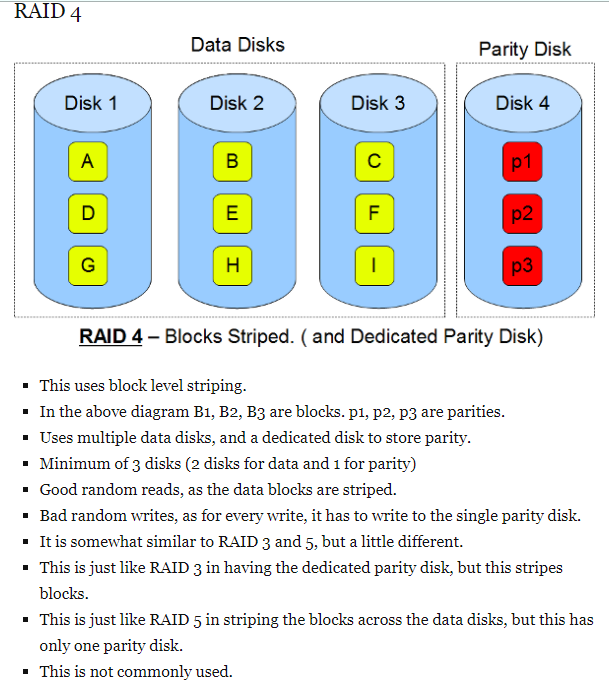 RAID 4
Data Disks
Parity Disk
Disk 1
Disk 2
Disk 3
Disk 4
A
B
C
p1
D
E
F
p2
G
H
I
p3
RAID 4 – Blocks Striped. ( and Dedicated Parity Disk)
▪ This uses block level striping.
▪ In the above diagram B1, B2, B3 are blocks. p1, p2, p3 are parities.
▪ Uses multiple data disks, and a dedicated disk to store parity.
▪ Minimum of 3 disks (2 disks for data and 1 for parity)
▪ Good random reads, as the data blocks are striped.
▪ Bad random writes, as for every write, it has to write to the single parity disk.
▪ It is somewhat similar to RAID 3 and 5, but a little different.
▪ This is just like RAID 3 in having the dedicated parity disk, but this stripes
blocks.
▪ This is just like RAID 5 in striping the blocks across the data disks, but this has
only one parity disk.
▪ This is not commonly used.